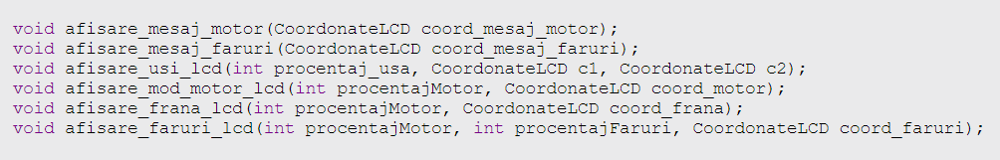 void afisare_mesaj_motor(CoordonateLCD coord_mesaj_motor);
void afisare_mesaj_faruri(CoordonateLCD coord_mesaj_faruri);
void afisare_usi_lcd(int procentaj_usa, CoordonateLCD c1, CoordonateLCD c2);
void afisare_mod_motor_lcd(int procentajMotor, CoordonateLCD coord_motor);
void afisare_frana_lcd(int procentajMotor, CoordonateLCD coord_frana);
void afisare_faruri_lcd(int procentajMotor, int procentajFaruri, CoordonateLCD coord_faruri);